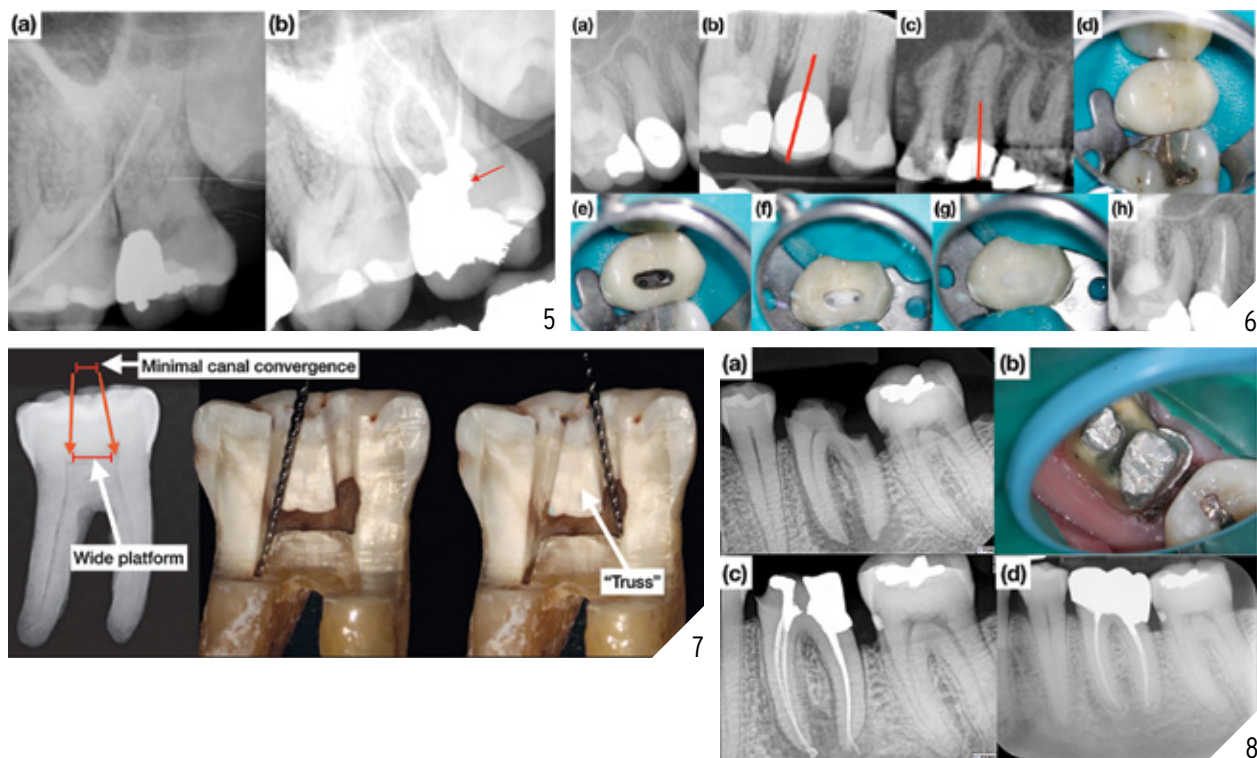 (a)
(b)
5
(a)
(b)
(c)
(d)
(e)
(f)
(g)
(h)
6
Minimal canal convergence
Wide platform
“Truss”
7
(a)
(b)
(c)
(d)
8